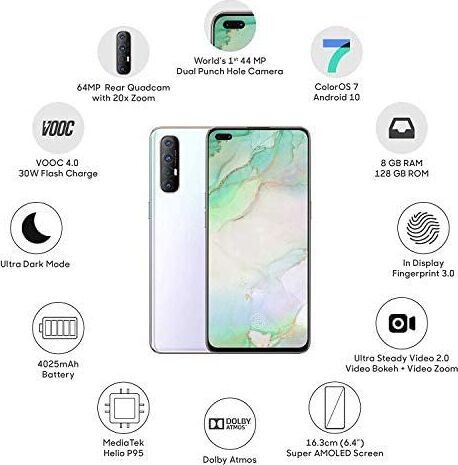 World's 1ˢᵗ 44 MP
Dual Punch Hole Camera
64MP Rear Quadcam
with 20x Zoom
7
ColorOS 7
Android 10
VOOC
VOOC 4.0
30W Flash Charge
8 GB RAM
128 GB ROM
Ultra Dark Mode
In Display
Fingerprint 3.0
4025mAh
Battery
Ultra Steady Video 2.0
Video Bokeh + Video Zoom
MediaTek
Helio P95
DOLBY
ATMOS
Dolby Atmos
16.3cm (6.4")
Super AMOLED Screen